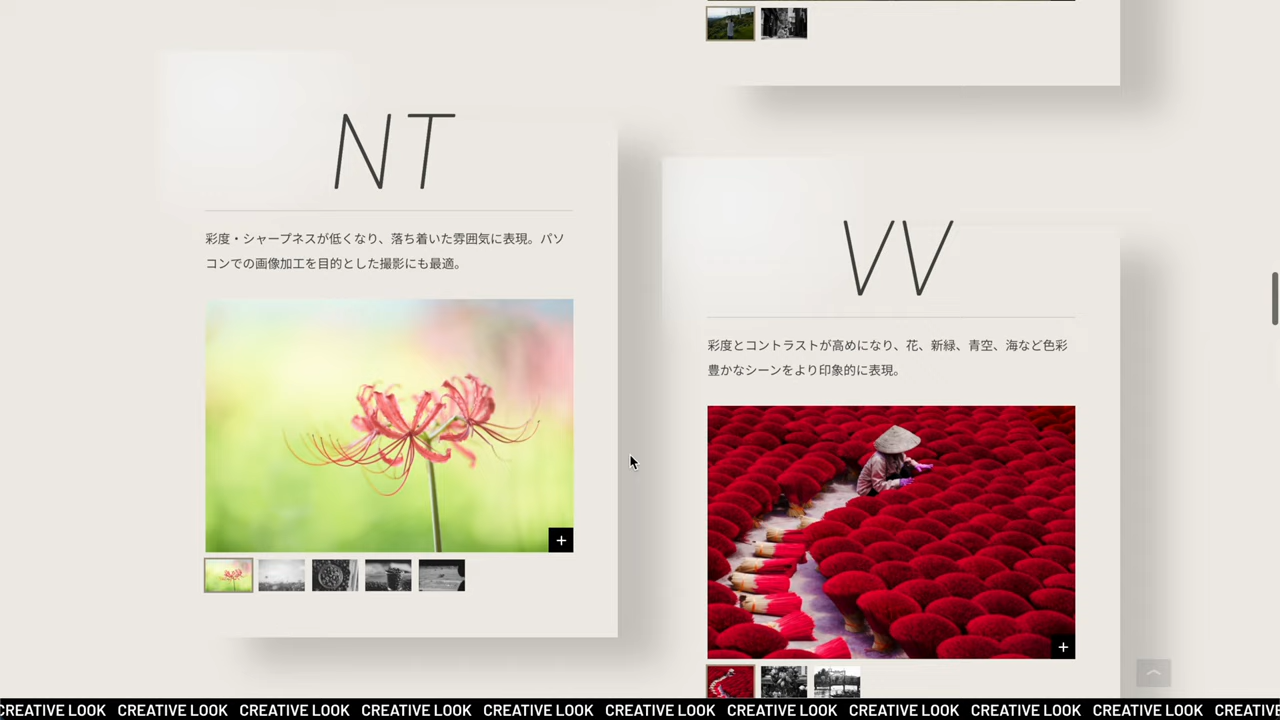 NT
彩度・シャープネスが低くなり、落ち着いた雰囲気に表現。パソ
コンでの画像加工を目的とした撮影にも最適。
VV
彩度とコントラストが高めになり、花、新緑、青空、海など色彩
豊かなシーンをより印象的に表現。
CREATIVE LOOK CREATIVE LOOK CREATIVE LOOK CREATIVE LOOK CREATIVE LOOK CREATIVE LOOK CREATIVE LOOK CREATIVE LOOK CREATIVE LOOK CREATIVE LOOK CREATIVE